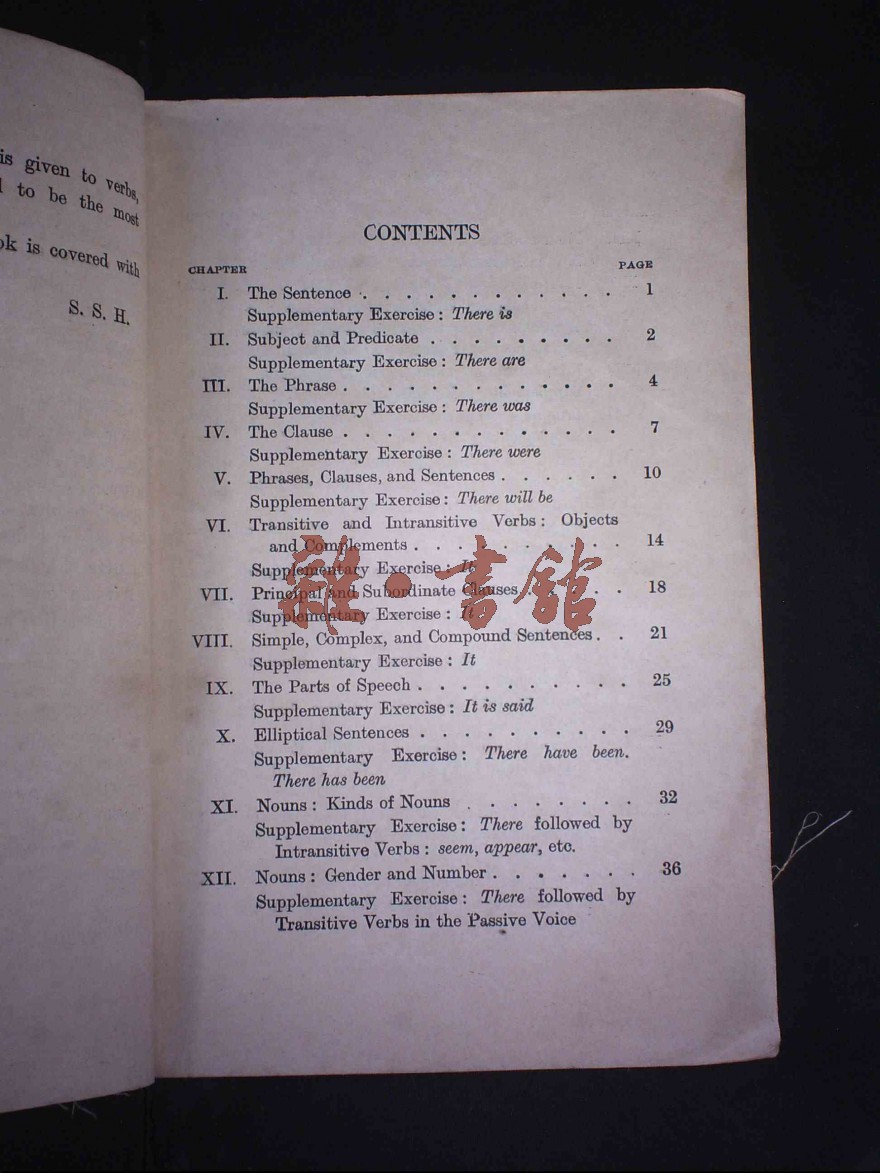 is given to verbs,
to be the most
ok is covered with
S. S. H.
CONTENTS
CHAPTER PAGE
I. The Sentence . . . . . . . . . . . . 1
Supplementary Exercise : There is
II. Subject and Predicate . . . . . . . . . 2
Supplementary Exercise : There are
III. The Phrase . . . . . . . . . . . . . 4
Supplementary Exercise : There was
IV. The Clause . . . . . . . . . . . . . 7
Supplementary Exercise : There were
V. Phrases, Clauses, and Sentences . . . . . . 10
Supplementary Exercise : There will be
VI. Transitive and Intransitive Verbs : Objects
and Complements . . . . . . . . . . 14
Supplementary Exercise : It
VII. Principal and Subordinate Clauses . . . . . 18
Supplementary Exercise : It
VIII. Simple, Complex, and Compound Sentences . . 21
Supplementary Exercise : It
IX. The Parts of Speech . . . . . . . . . . 25
Supplementary Exercise : It is said
X. Elliptical Sentences . . . . . . . . . . 29
Supplementary Exercise : There have been.
There has been
XI. Nouns : Kinds of Nouns . . . . . . . . 32
Supplementary Exercise : There followed by
Intransitive Verbs : seem, appear, etc.
XII. Nouns : Gender and Number . . . . . . . 36
Supplementary Exercise : There followed by
Transitive Verbs in the Passive Voice
雜·書館